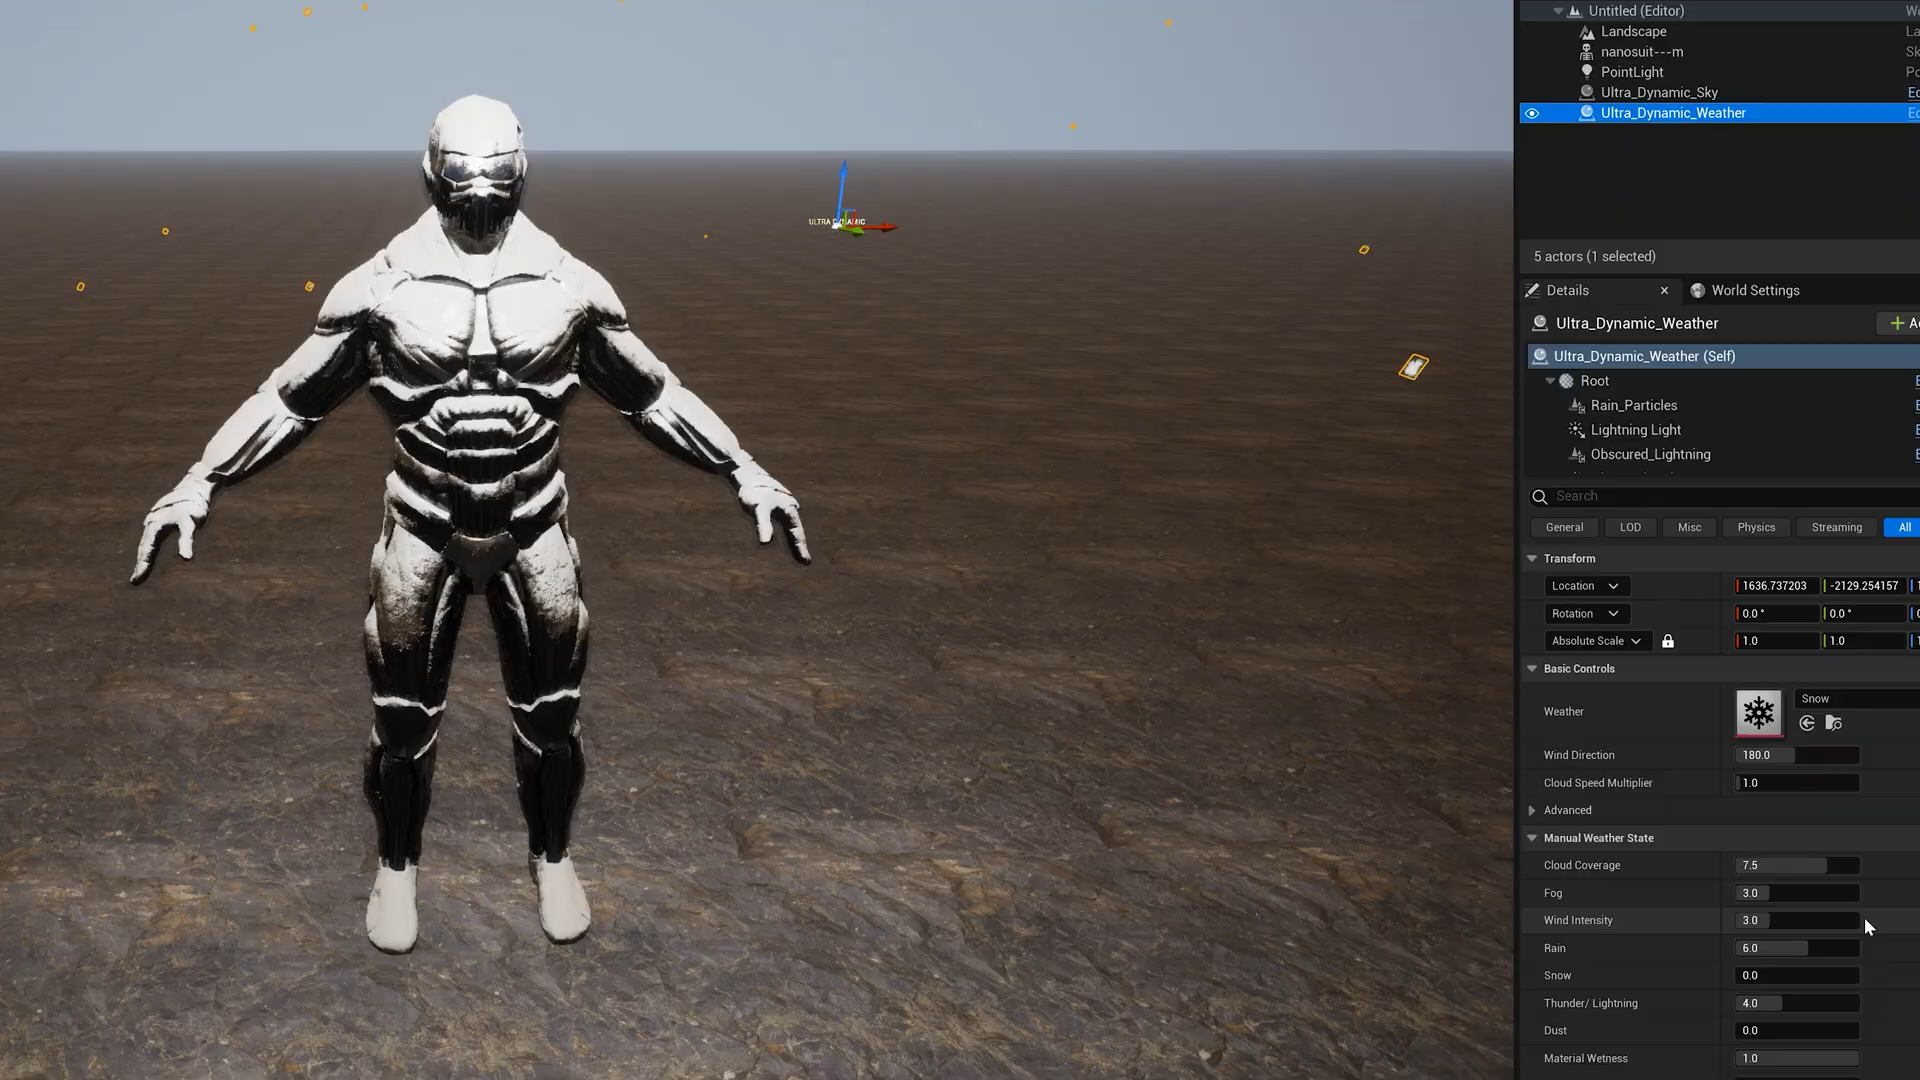 Untitled (Editor)
Landscape
nanosuit---m
PointLight
Ultra_Dynamic_Sky
Ultra_Dynamic_Weather
ULTRA DYNAMIC
5 actors (1 selected)
Details
World Settings
Ultra_Dynamic_Weather
Ultra_Dynamic_Weather (Self)
Root
Rain_Particles
Lightning Light
Obscured_Lightning
Search
General LOD Misc Physics Streaming All
Transform
Location 1636.737203 -2129.254157
Rotation 0.0° 0.0°
Absolute Scale 1.0 1.0
Basic Controls
Weather Snow
Wind Direction 180.0
Cloud Speed Multiplier 1.0
Advanced
Manual Weather State
Cloud Coverage 7.5
Fog 3.0
Wind Intensity 3.0
Rain 6.0
Snow 0.0
Thunder/ Lightning 4.0
Dust 0.0
Material Wetness 1.0